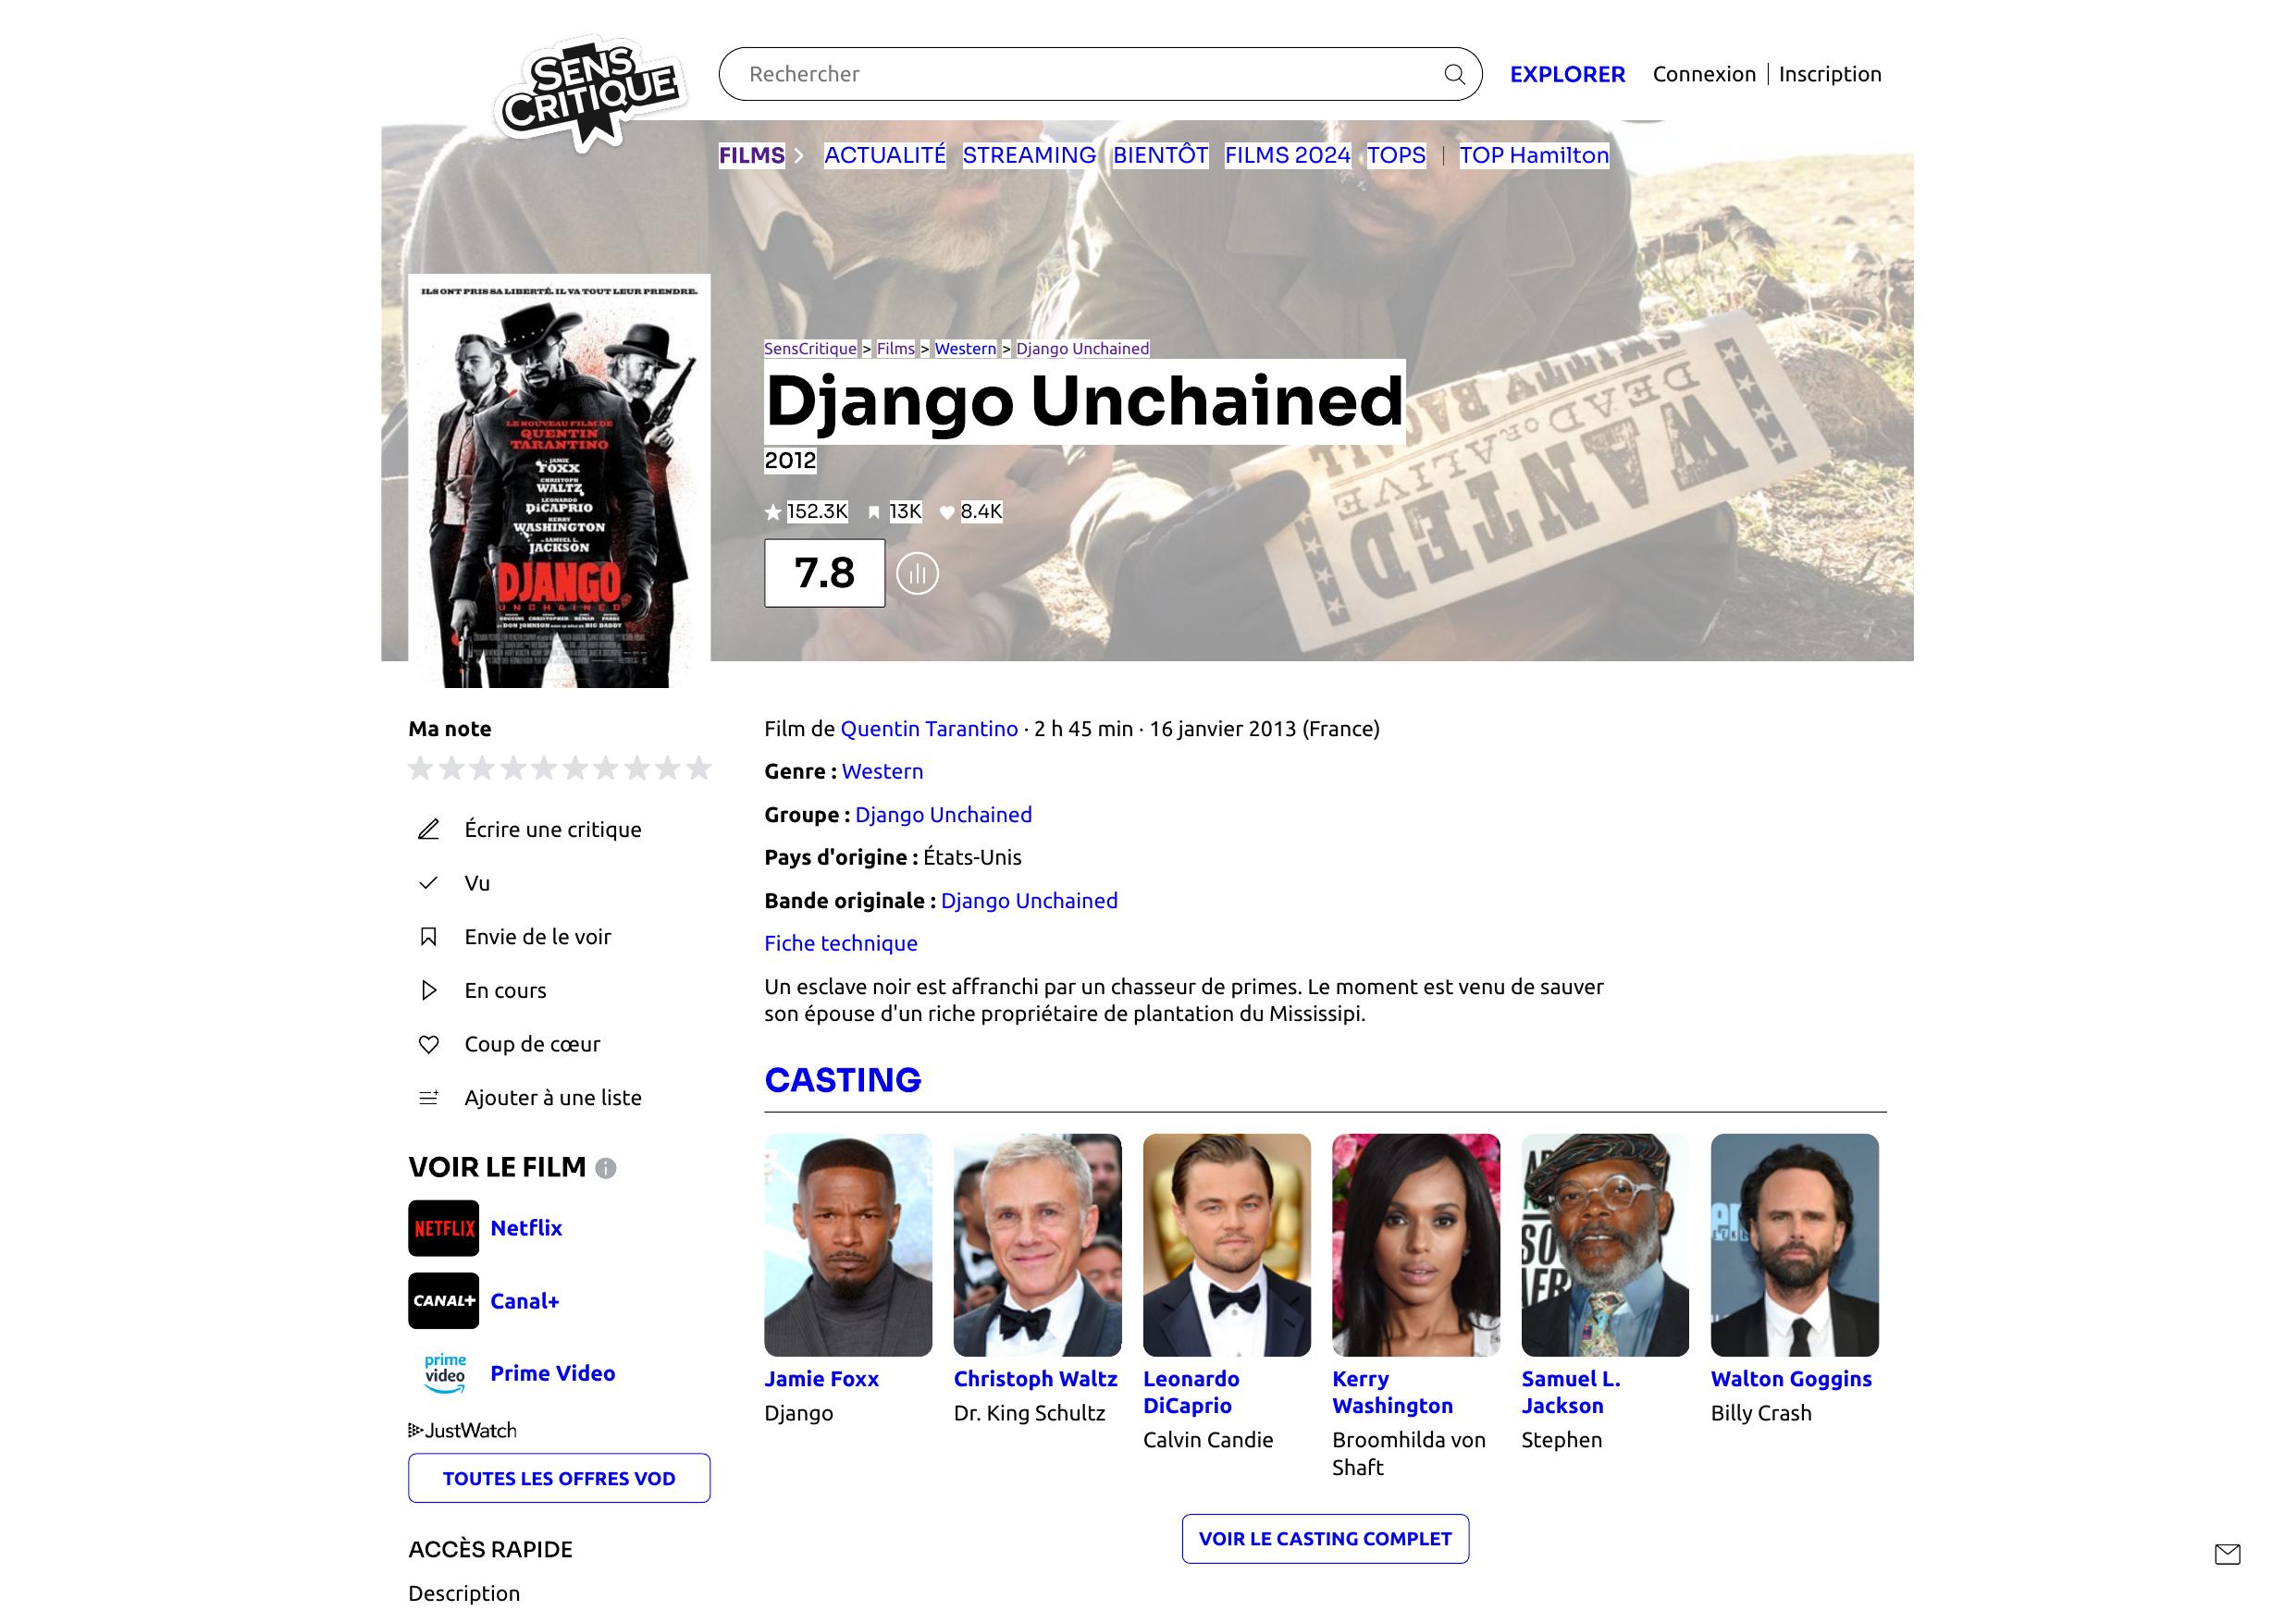 SENS
CRITIQUE
Rechercher
EXPLORER
Connexion | Inscription
FILMS > ACTUALITÉ STREAMING BIENTÔT FILMS 2024 TOPS | TOP Hamilton
ILS ONT PRIS SA LIBERTÉ. IL VA TOUT LEUR PRENDRE.
LE NOUVEAU FILM DE
QUENTIN
TARANTINO
JAMIE
FOXX
CHRISTOPH
WALTZ
LEONARDO
DiCAPRIO
KERRY
WASHINGTON
SAMUEL L.
JACKSON
DJANGO
UNCHAINED
SensCritique > Films > Western > Django Unchained
Django Unchained
2012
152.3K 13K 8.4K
7.8
WANTED
DEAD OR ALIVE
Ma note
Écrire une critique
Vu
Envie de le voir
En cours
Coup de cœur
Ajouter à une liste
VOIR LE FILM
NETFLIX Netflix
CANAL+ Canal+
prime
video
Prime Video
JustWatch
TOUTES LES OFFRES VOD
ACCÈS RAPIDE
Description
Film de Quentin Tarantino · 2 h 45 min · 16 janvier 2013 (France)
Genre : Western
Groupe : Django Unchained
Pays d'origine : États-Unis
Bande originale : Django Unchained
Fiche technique
Un esclave noir est affranchi par un chasseur de primes. Le moment est venu de sauver
son épouse d'un riche propriétaire de plantation du Mississipi.
CASTING
Jamie Foxx
Django
Christoph Waltz
Dr. King Schultz
Leonardo
DiCaprio
Calvin Candie
Kerry
Washington
Broomhilda von
Shaft
Samuel L.
Jackson
Stephen
Walton Goggins
Billy Crash
VOIR LE CASTING COMPLET